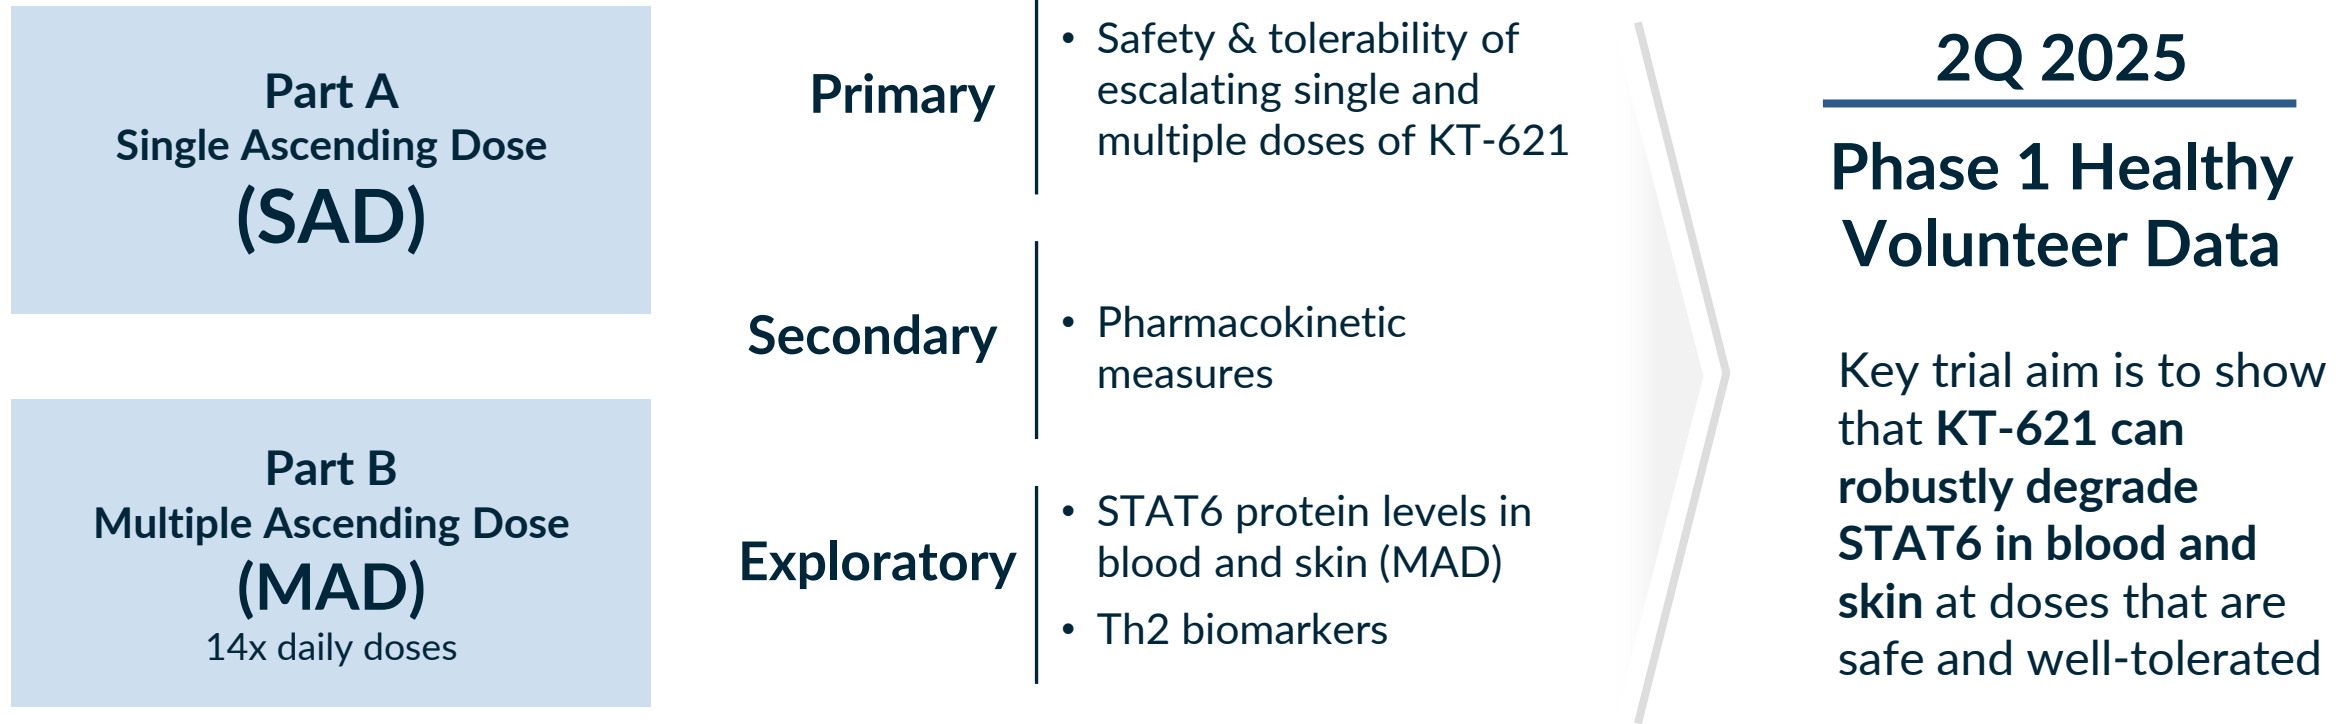 Part A
Single Ascending Dose
(SAD)
Part B
Multiple Ascending Dose
(MAD)
14x daily doses
Primary
• Safety & tolerability of
escalating single and
multiple doses of KT-621
Secondary
• Pharmacokinetic
measures
Exploratory
• STAT6 protein levels in
blood and skin (MAD)
• Th2 biomarkers
2Q 2025
Phase 1 Healthy
Volunteer Data
Key trial aim is to show
that KT-621 can
robustly degrade
STAT6 in blood and
skin at doses that are
safe and well-tolerated